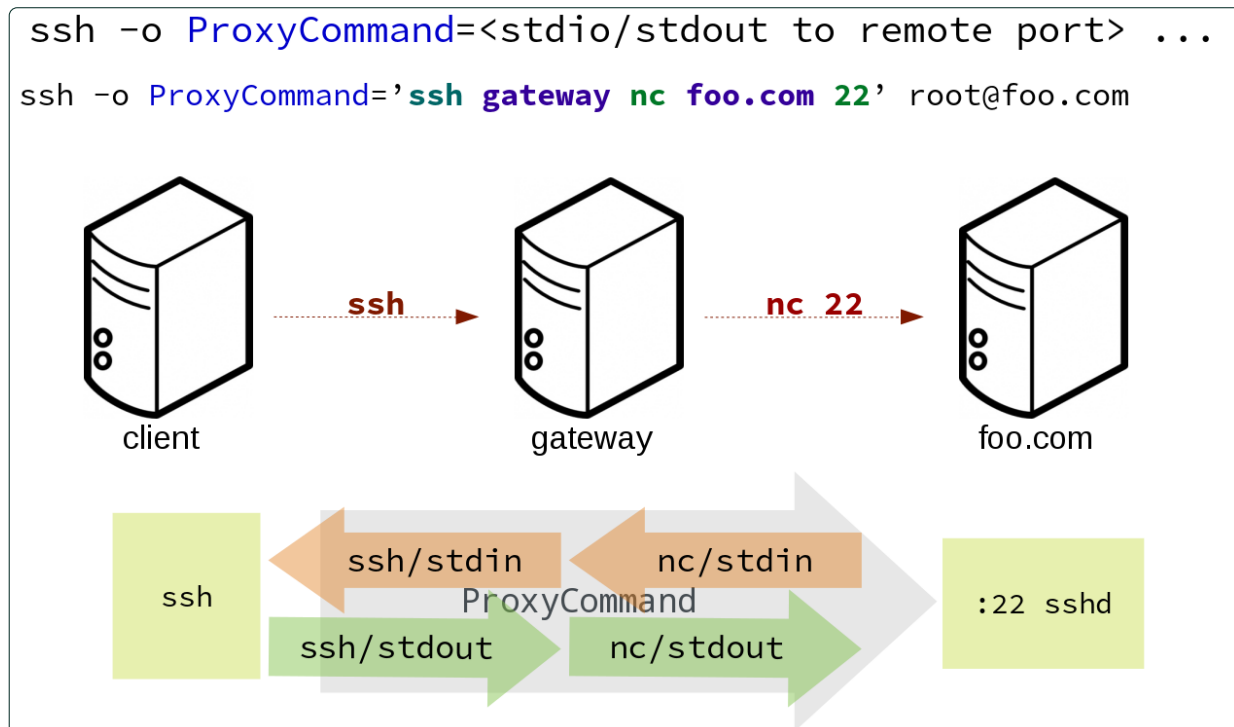 ssh -o ProxyCommand=<stdio/stdout to remote port> ...
ssh -o ProxyCommand=’ssh gateway nc foo.com 22’ root@foo.com
ssh
nc 22
client
gateway
foo.com
ssh
ssh/stdin
nc/stdin
ProxyCommand
ssh/stdout
nc/stdout
:22 sshd